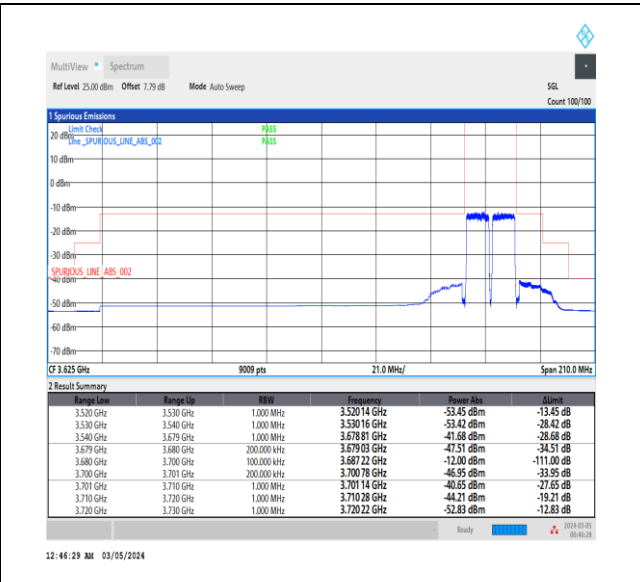 MultiView Spectrum
Ref Level 25.00 dBm Offset 7.79 dB Mode Auto Sweep SGL
Count 100/100
1 Spurious Emissions
Limit Check PASS
20 dBm
Line _SPURIOUS_LINE_ABS_002 PASS
10 dBm
0 dBm
-10 dBm
-20 dBm
-30 dBm
_SPURIOUS_LINE_ABS_002
-40 dBm
-50 dBm
-60 dBm
-70 dBm
CF 3.625 GHz 9009 pts 21.0 MHz/ Span 210.0 MHz
2 Result Summary
Range Low Range Up RBW Frequency Power Abs ΔLimit
3.520 GHz 3.530 GHz 1.000 MHz 3.52014 GHz -53.45 dBm -13.45 dB
3.530 GHz 3.540 GHz 1.000 MHz 3.53016 GHz -53.42 dBm -28.42 dB
3.540 GHz 3.679 GHz 1.000 MHz 3.67881 GHz -41.68 dBm -28.68 dB
3.679 GHz 3.680 GHz 200.000 kHz 3.67903 GHz -47.51 dBm -34.51 dB
3.680 GHz 3.700 GHz 100.000 kHz 3.68722 GHz -12.00 dBm -111.00 dB
3.700 GHz 3.701 GHz 200.000 kHz 3.70078 GHz -46.95 dBm -33.95 dB
3.701 GHz 3.710 GHz 1.000 MHz 3.70114 GHz -40.65 dBm -27.65 dB
3.710 GHz 3.720 GHz 1.000 MHz 3.71028 GHz -44.21 dBm -19.21 dB
3.720 GHz 3.730 GHz 1.000 MHz 3.72022 GHz -52.83 dBm -12.83 dB
Ready 2024-03-05
00:46:28
12:46:29 AM 03/05/2024